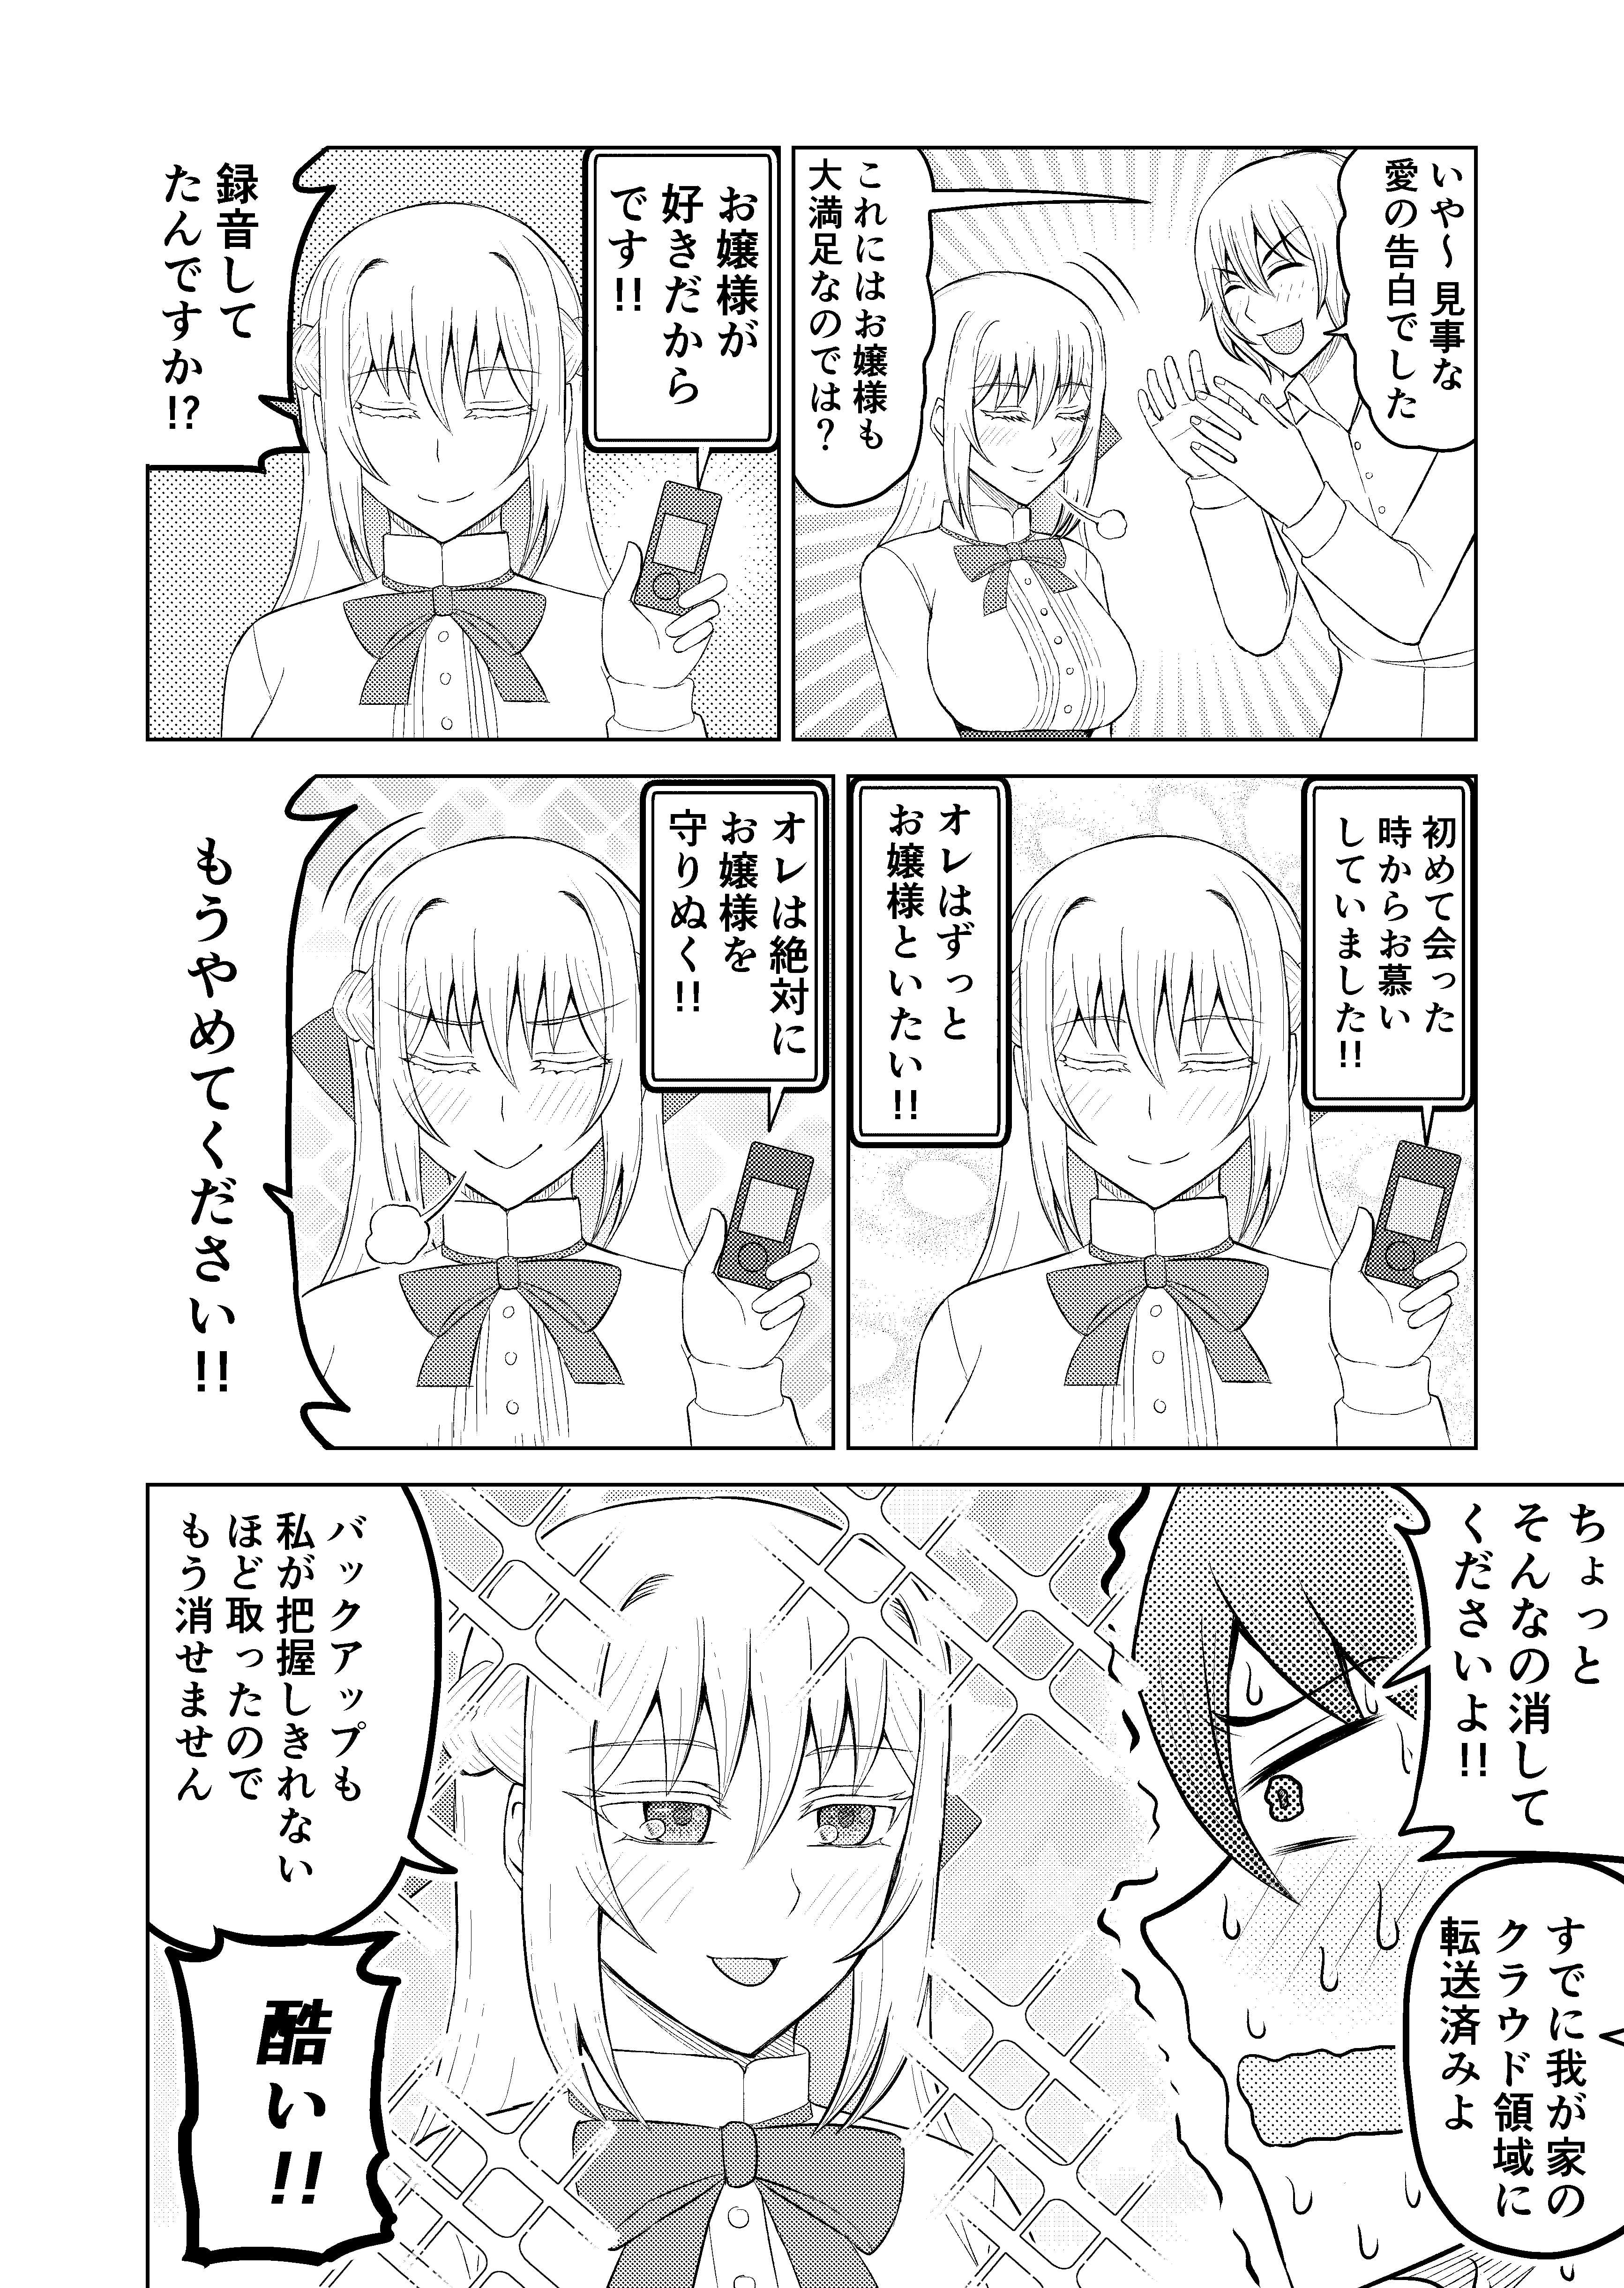 いや〜 見事な
愛の告白でした
これにはお嬢様も
大満足なのでは？
お嬢様が
好きだから
です!!
録音して
たんですか!?
初めて会った
時からお慕い
していました!!
オレはずっと
お嬢様といたい!!
オレは絶対に
お嬢様を
守りぬく!!
もうやめてください!!
ちょっと
そんなの消して
くださいよ!!
すでに我が家の
クラウド領域に
転送済みよ
バックアップも
私が把握しきれない
ほど取ったので
もう消せません
酷い!!